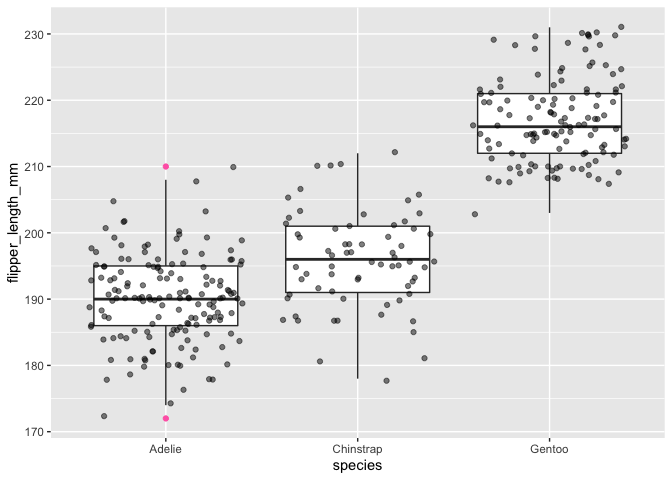 230
220
210
200
190
180
170
flipper_length_mm
Adelie
Chinstrap
Gentoo
species